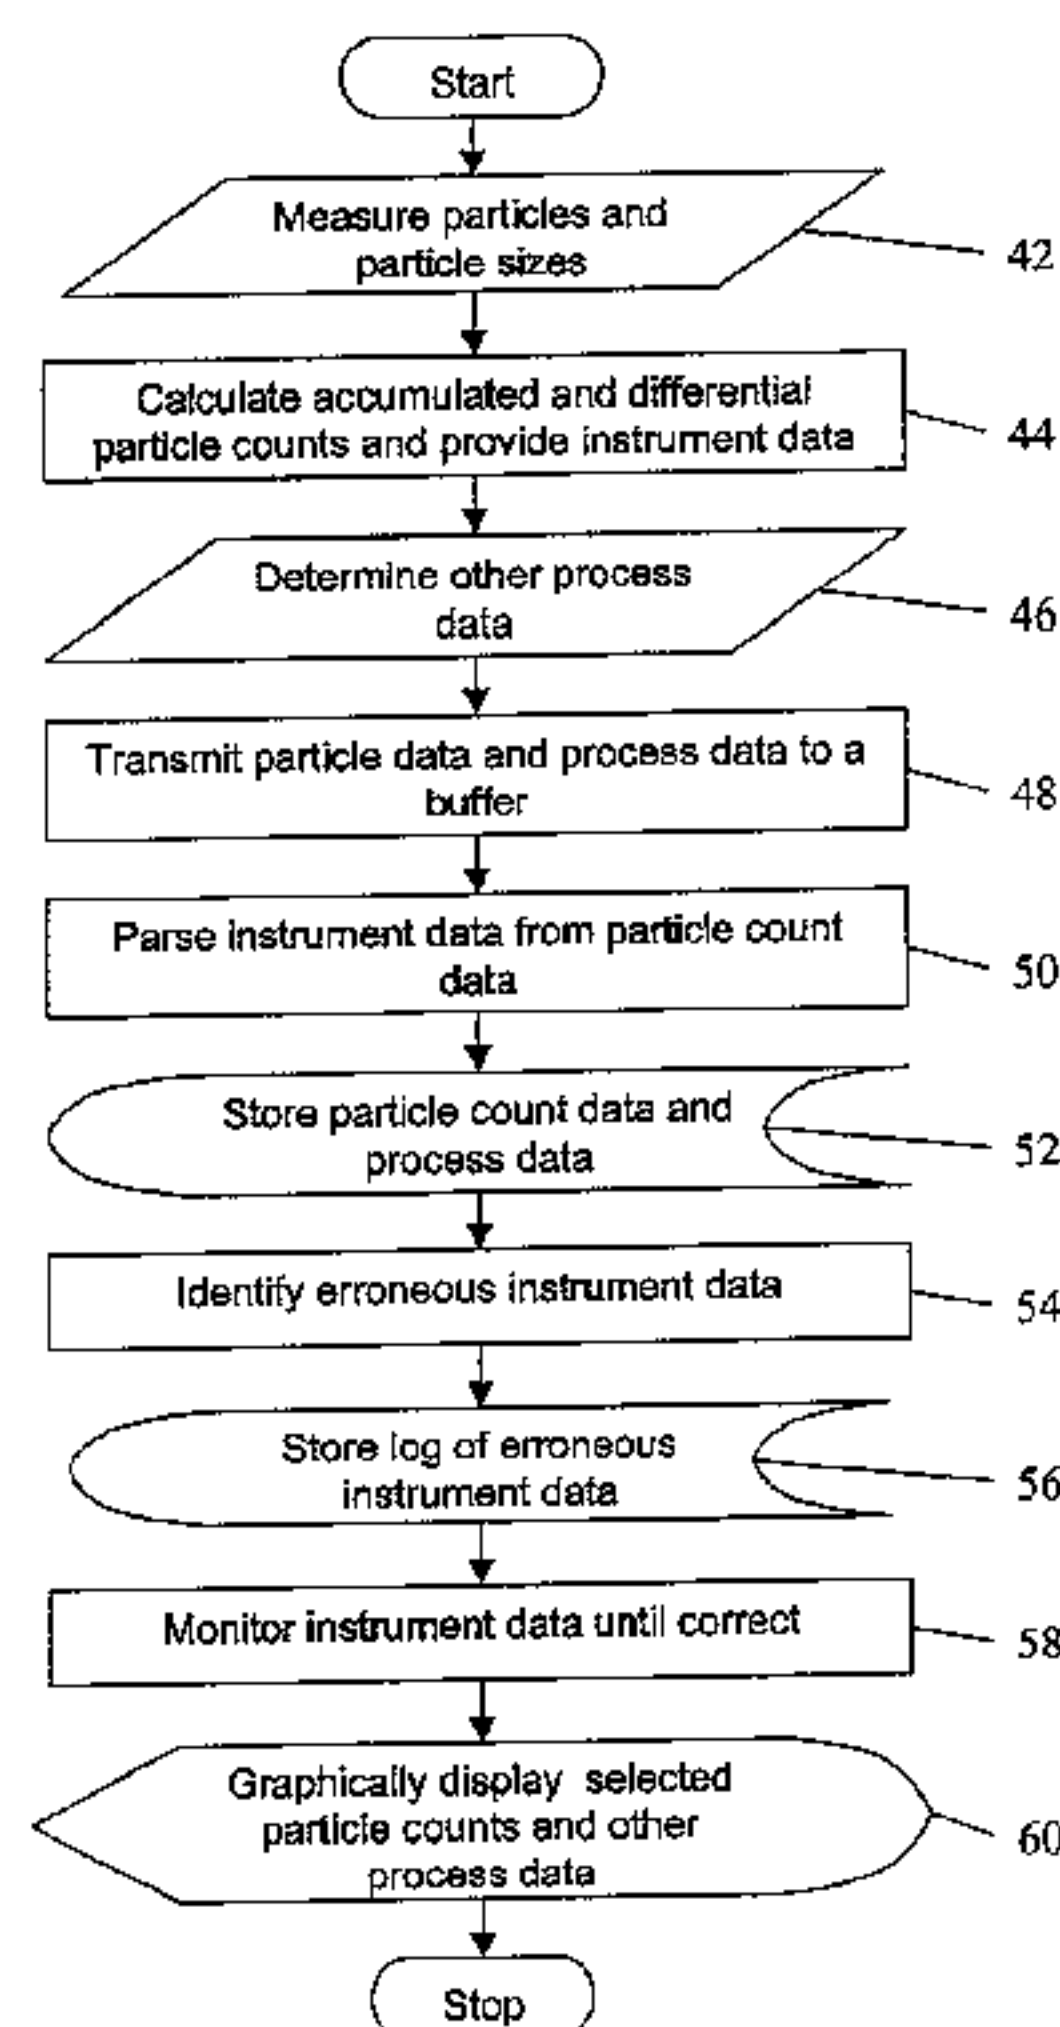 Start
Measure particles and
particle sizes
42
Calculate accumulated and differential
particle counts and provide instrument data
44
Determine other process
data
46
Transmit particle data and process data to a
buffer
48
Parse instrument data from particle count
data
50
Store particle count data and
process data
52
Identify erroneous instrument data
54
Store log of erroneous
instrument data
56
Monitor instrument data until correct
58
Graphically display selected
particle counts and other
process data
60
Stop